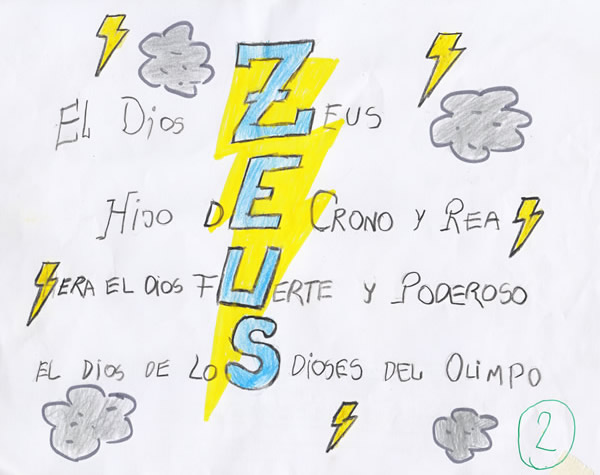 EL Dios ZEUS
Hijo DE CRONO y REA
ERA EL Dios FUERTE y PODEROSO
EL Dios DE LOS DiOSES DEL OLiMPO
2